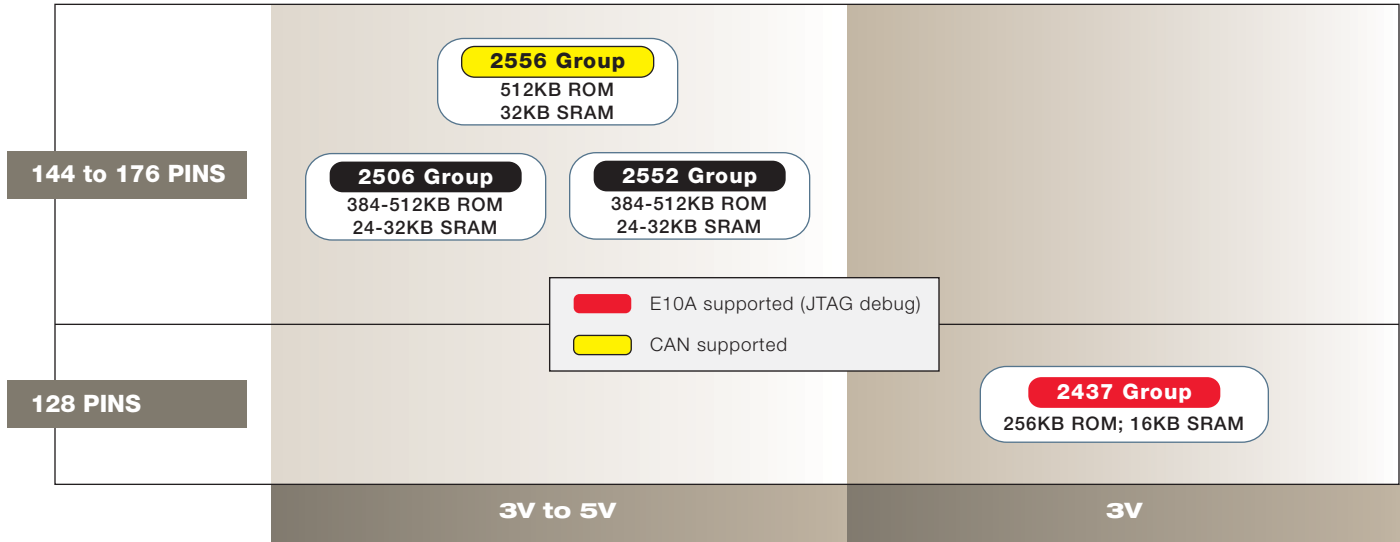 2556 Group
512KB ROM
32KB SRAM
144 to 176 PINS
2506 Group
384-512KB ROM
24-32KB SRAM
2552 Group
384-512KB ROM
24-32KB SRAM
E10A supported (JTAG debug)
CAN supported
128 PINS
2437 Group
256KB ROM; 16KB SRAM
3V to 5V
3V